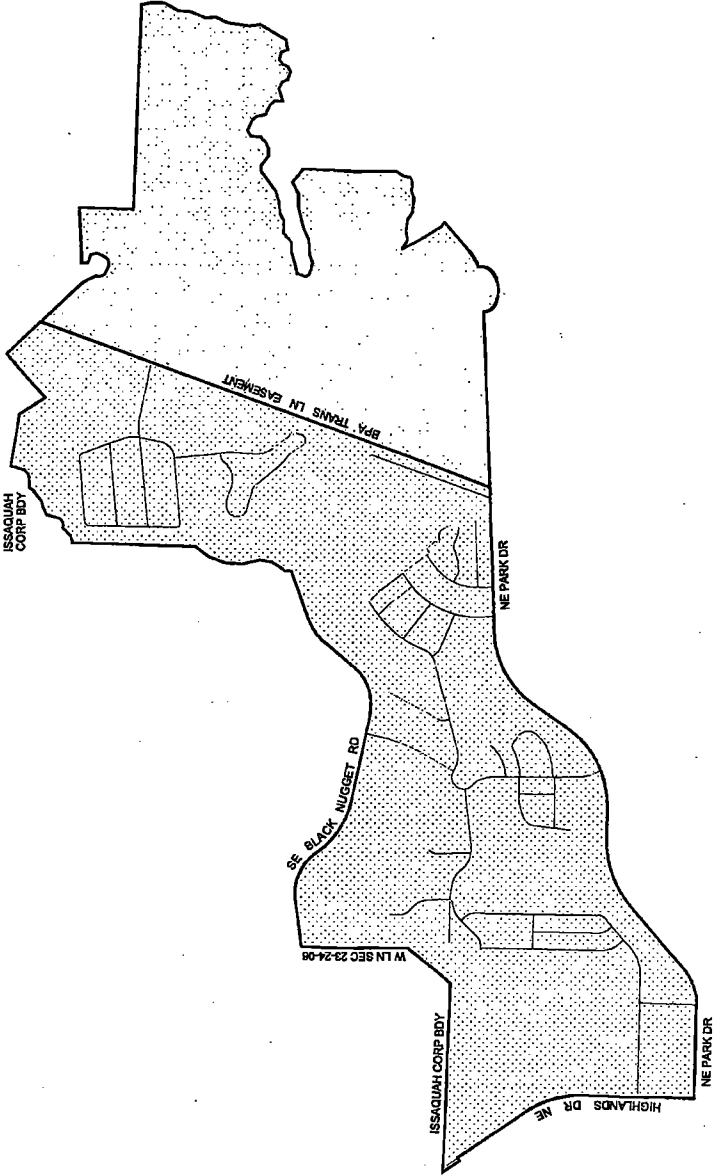 ISSAQUAH
CORP BDY
BPA TRANS LN EASEMENT
NE PARK DR
SE BLACK NUGGET RD
W LN SEC 23-24-06
ISSAQUAH CORP BDY
HIGHLANDS DR NE
NE PARK DR